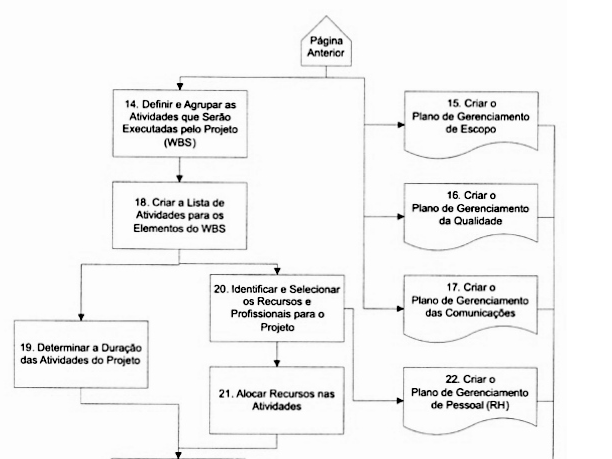 Página
Anterior
14. Definir e Agrupar as
Atividades que Serão
Executadas pelo Projeto
(WBS)
15. Criar o
Plano de Gerenciamento
de Escopo
18. Criar a Lista de
Atividades para os
Elementos do WBS
16. Criar o
Plano de Gerenciamento
da Qualidade
20. Identificar e Selecionar
os Recursos e
Profissionais para o
Projeto
17. Criar o
Plano de Gerenciamento
das Comunicações
19. Determinar a Duração
das Atividades do Projeto
21. Alocar Recursos nas
Atividades
22. Criar o
Plano de Gerenciamento
de Pessoal (RH)